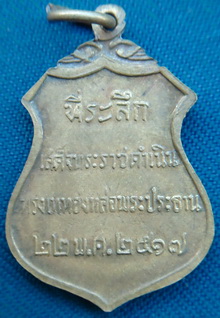 ที่ระลึก
เสด็จพระราชดำเนิน
ทรงเททองหล่อพระประธาน
๒๒ ม.ค. ๒๕๑๗